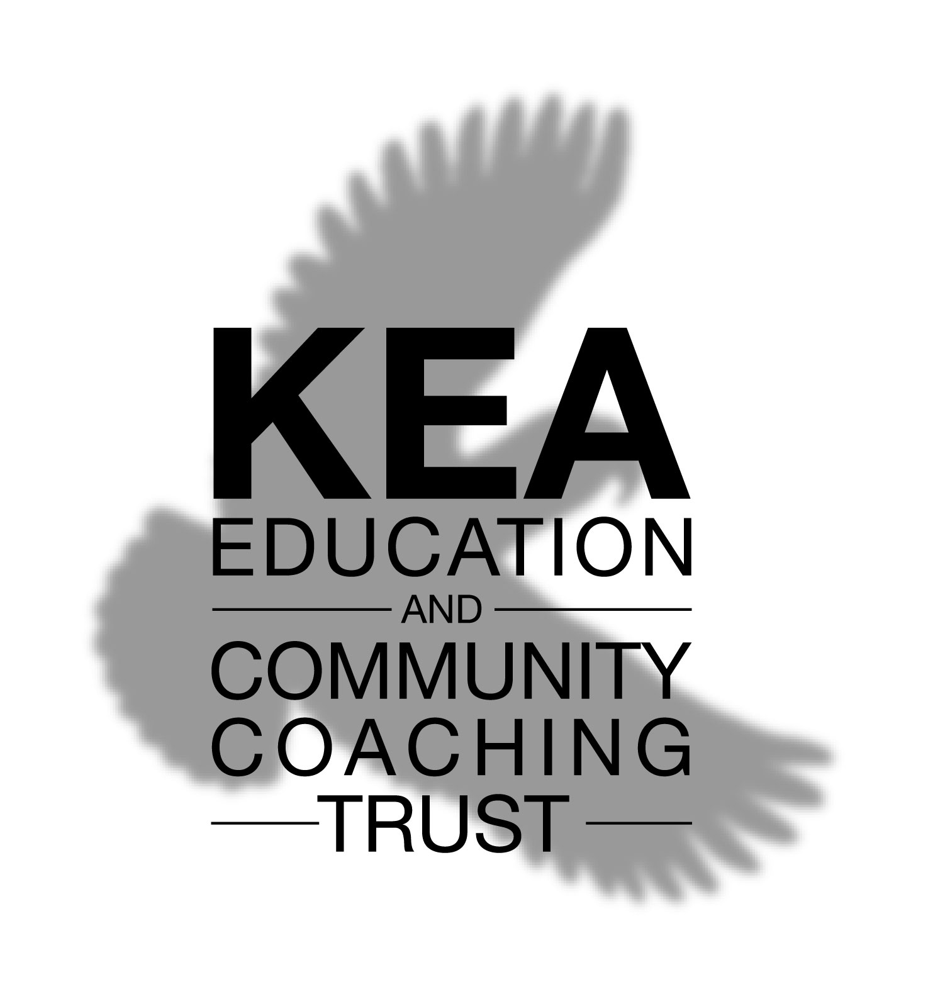 KEA
EDUCATION
AND
COMMUNITY
COACHING
TRUST